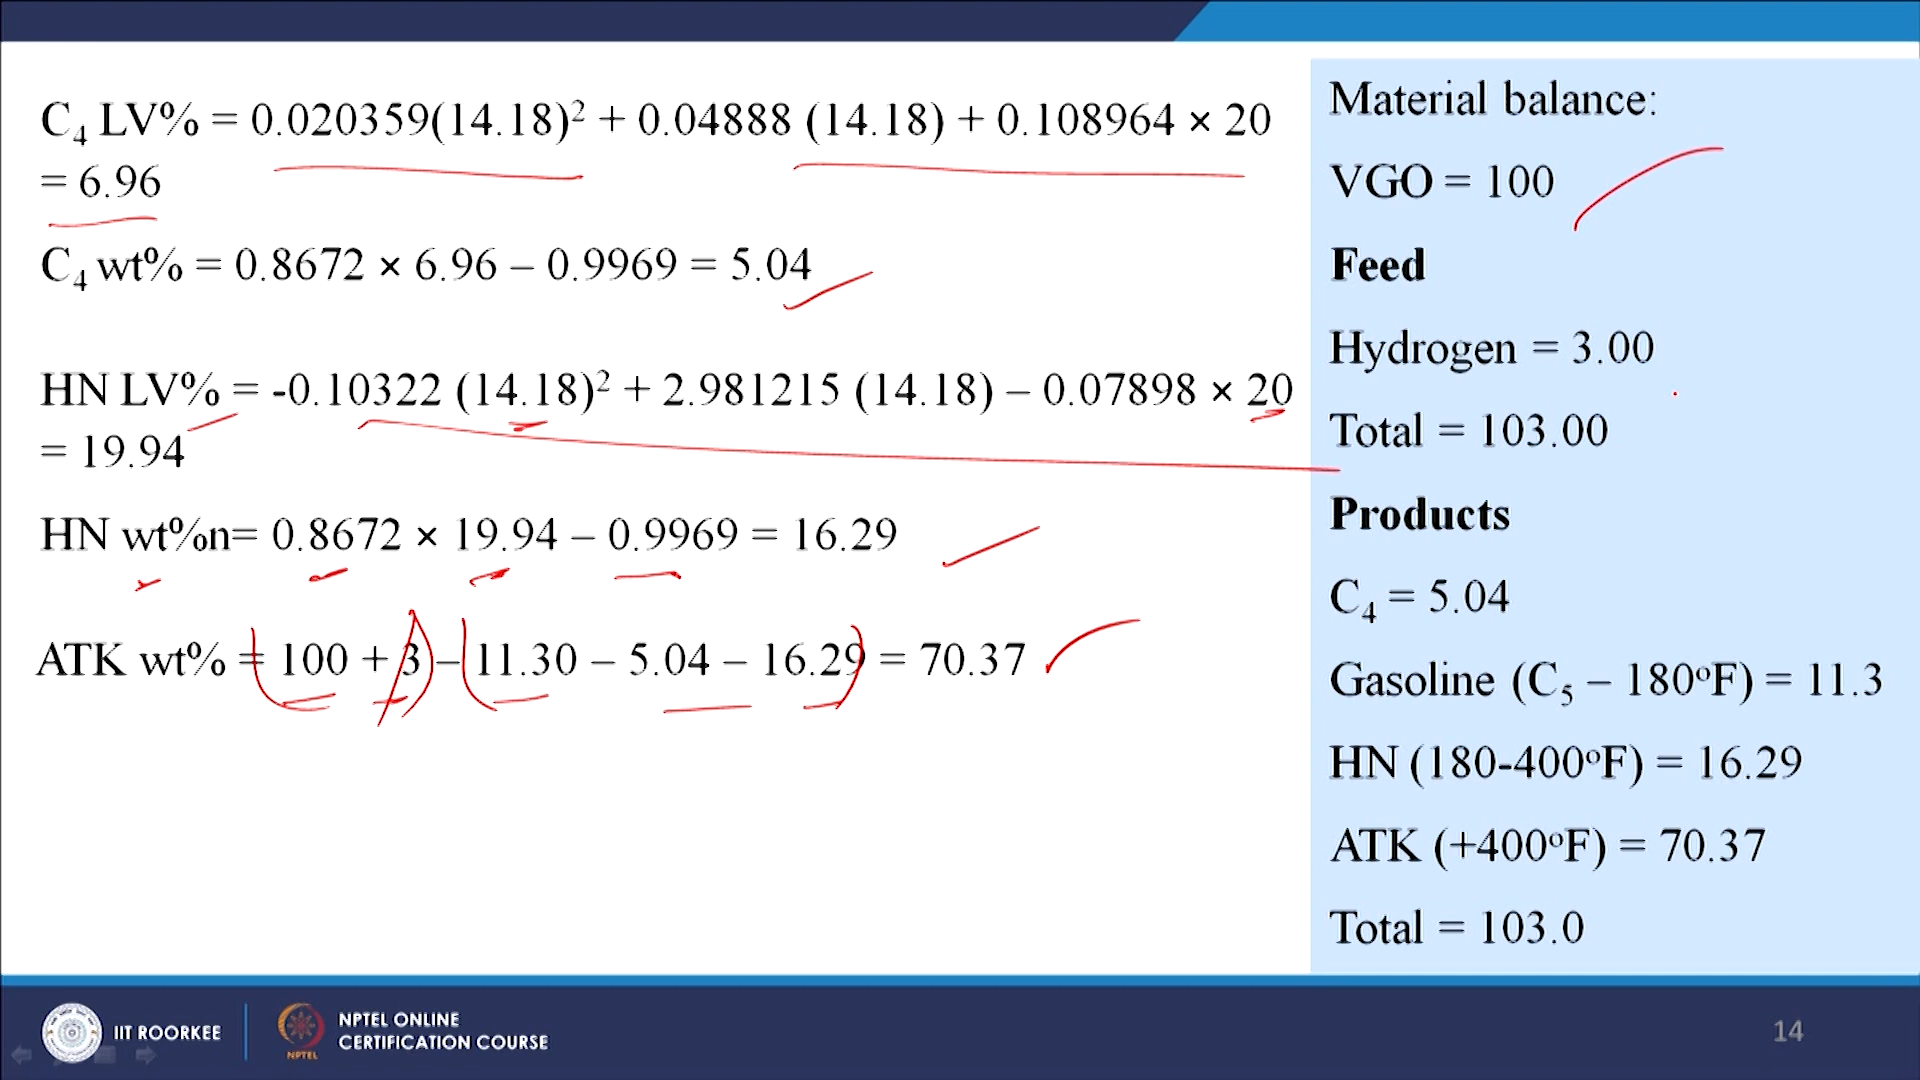 C₄ LV% = 0.020359(14.18)² + 0.04888 (14.18) + 0.108964 × 20
= 6.96
C₄ wt% = 0.8672 × 6.96 – 0.9969 = 5.04
HN LV% = -0.10322 (14.18)² + 2.981215 (14.18) – 0.07898 × 20
= 19.94
HN wt%n= 0.8672 × 19.94 – 0.9969 = 16.29
ATK wt% = 100 + 3 – 11.30 – 5.04 – 16.29 = 70.37
Material balance:
VGO = 100
Feed
Hydrogen = 3.00
Total = 103.00
Products
C₄ = 5.04
Gasoline (C₅ – 180ºF) = 11.3
HN (180-400ºF) = 16.29
ATK (+400ºF) = 70.37
Total = 103.0
IIT ROORKEE
NPTEL
NPTEL ONLINE
CERTIFICATION COURSE
14